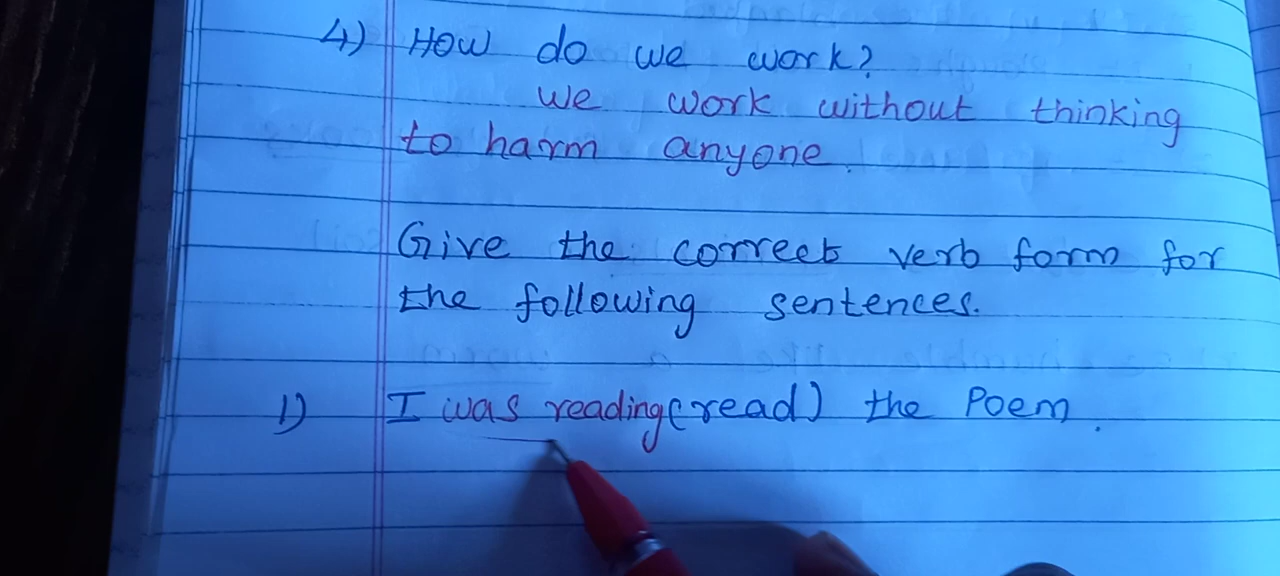 4) How do we work?
we work without thinking
to harm anyone.
Give the correct verb form for
the following sentences.
1) I was reading(read) the Poem.